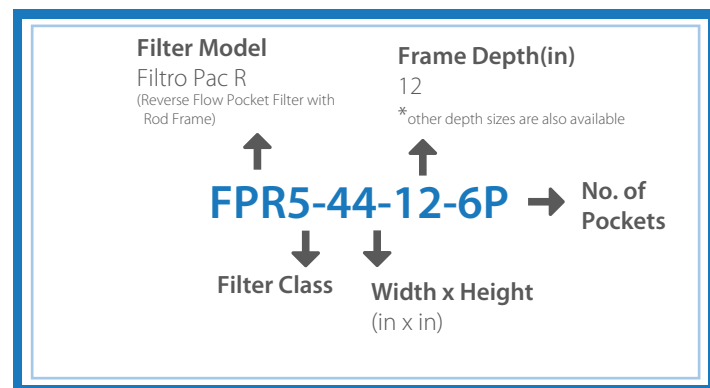 Filter Model
Filtro Pac R
(Reverse Flow Pocket Filter with
Rod Frame)
Frame Depth(in)
12
*other depth sizes are also available
FPR5-44-12-6P
No. of
Pockets
Filter Class
Width x Height
(in x in)